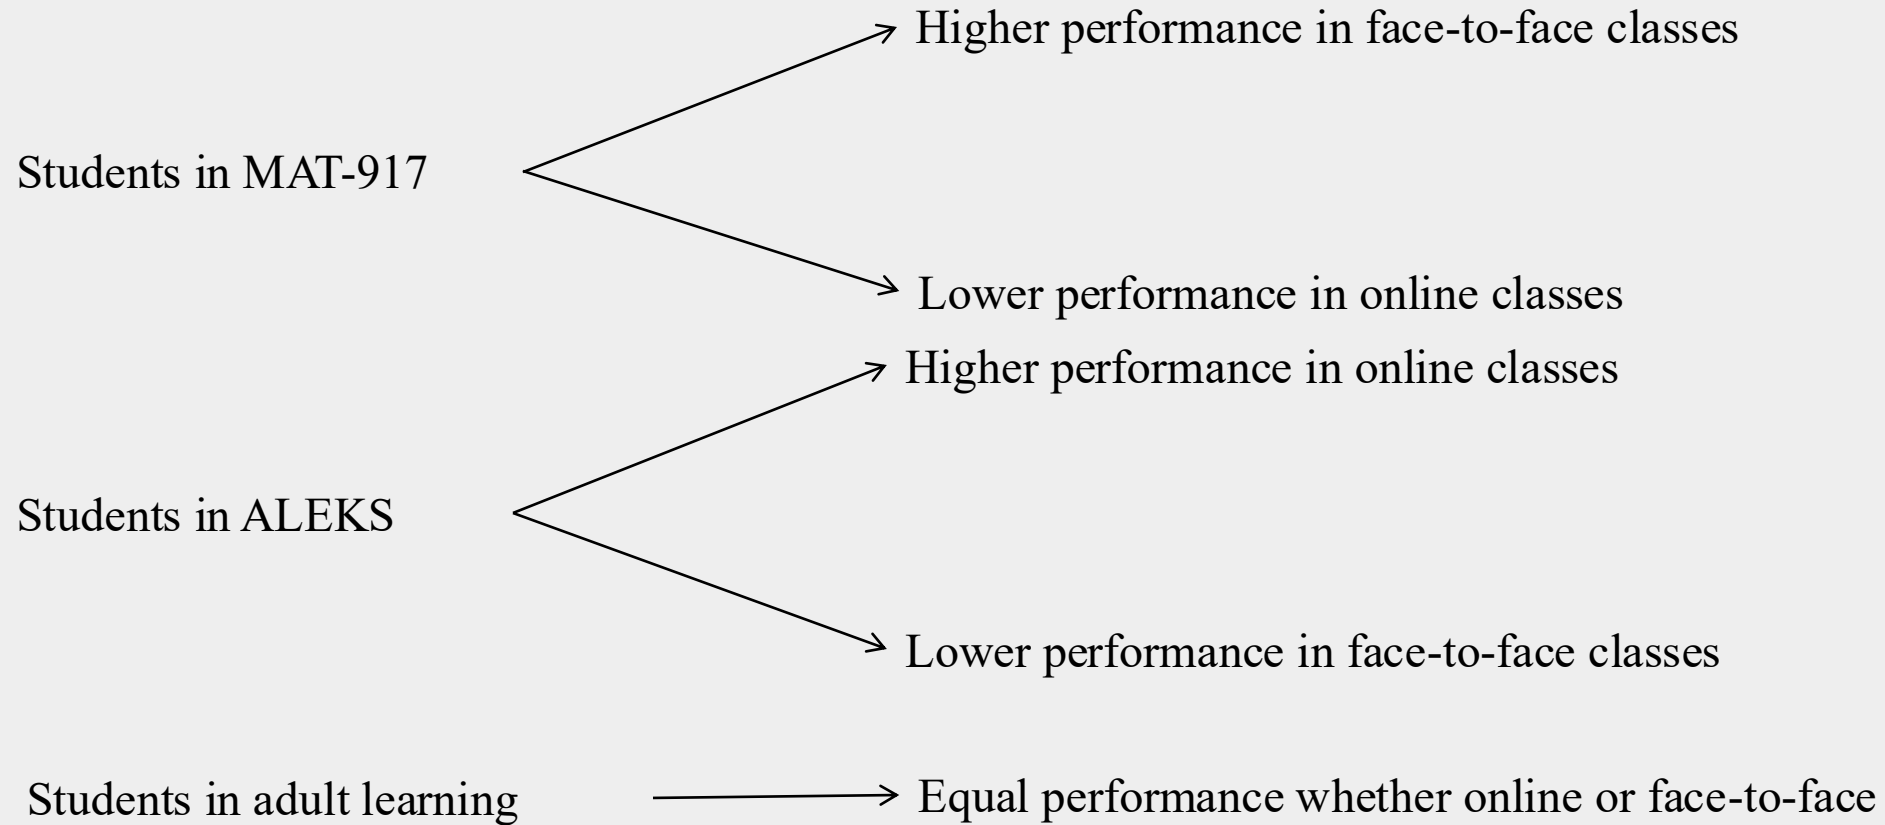 Higher performance in face-to-face classes
Students in MAT-917
Lower performance in online classes
Higher performance in online classes
Students in ALEKS
Lower performance in face-to-face classes
Students in adult learning
Equal performance whether online or face-to-face